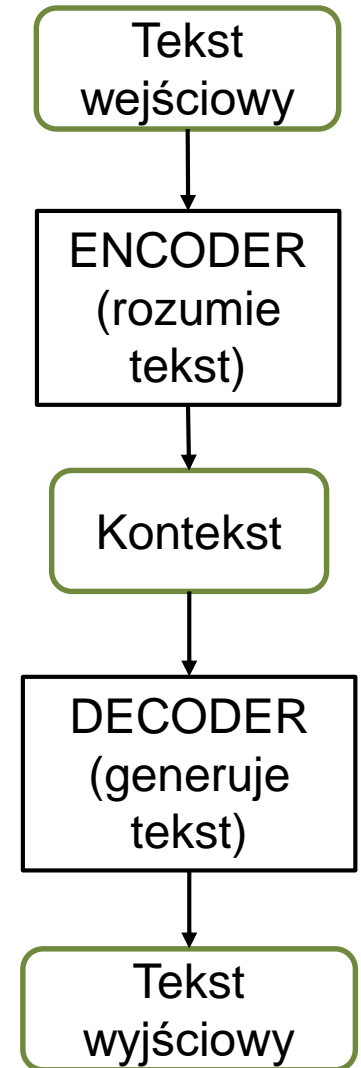 Tekst
wejściowy
ENCODER
(rozumie
tekst)
Kontekst
DECODER
(generuje
tekst)
Tekst
wyjściowy